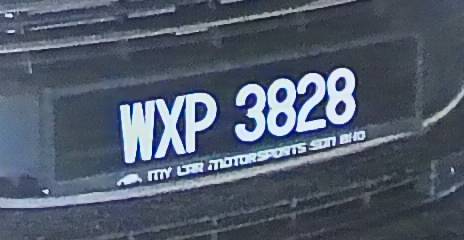 WXP 3828
MY CAR MOTORSPORTS SDN BHD